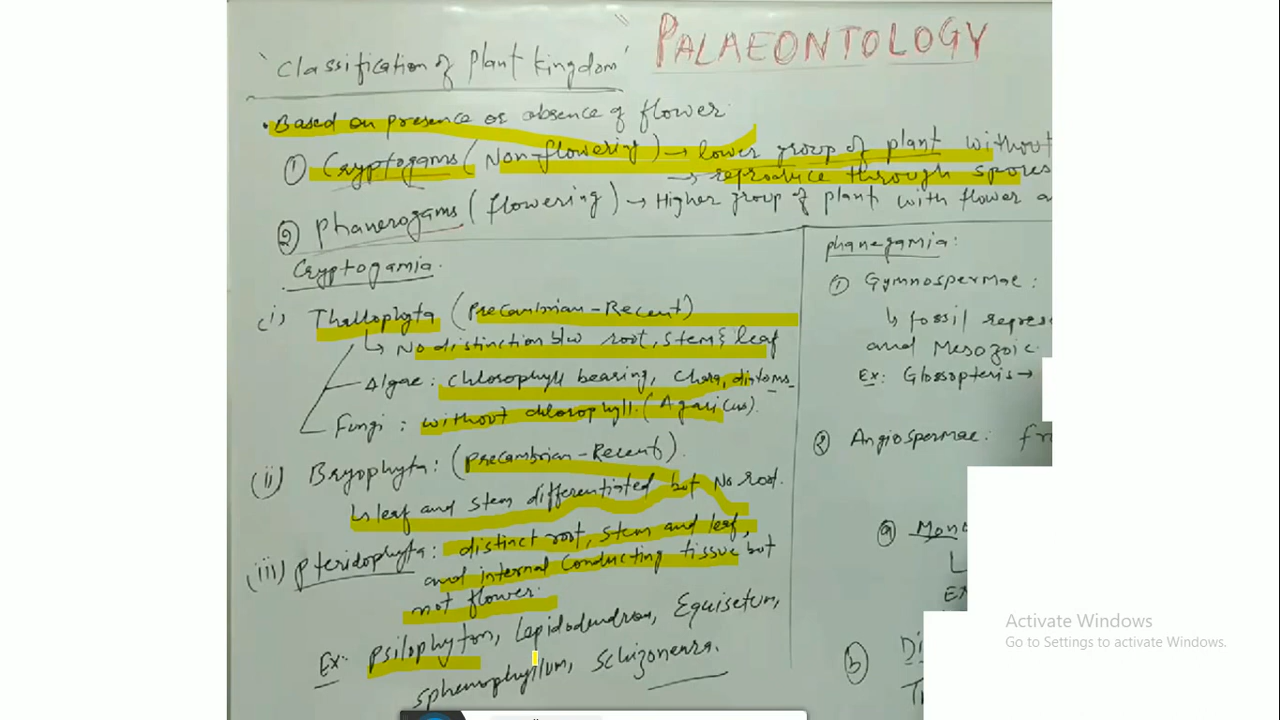 PALAEONTOLOGY
"Classification of plant kingdom"
• Based on presence or absence of flower.
① Cryptogams (Non-flowering) → lower group of plant without
→ reproduce through spores
② Phanerogams (flowering) → Higher group of plant with flower a
Cryptogamia.
(i) Thallophyta (Precambrian - Recent)
↳ No distinction b/w root, stem & leaf
Algae: chlorophyll bearing, Chara, diatoms
Fungi: without chlorophyll. (Agaricus).
(ii) Bryophyta: (Precambrian - Recent).
↳ leaf and stem differentiated but No root.
(iii) pteridophyta: distinct root, stem and leaf,
and internal conducting tissue but
not flower.
Ex: psilophyton, Lepidodendron, Equisetum,
sphenophyllum, schizoneura.
phanegamia:
① Gymnospermae:
↳ fossil repres
and Mesozoic
Ex: Glossopteris →
② Angiospermae: fr
ⓐ Mono
Ex
ⓑ Di
Activate Windows
Go to Settings to activate Windows.